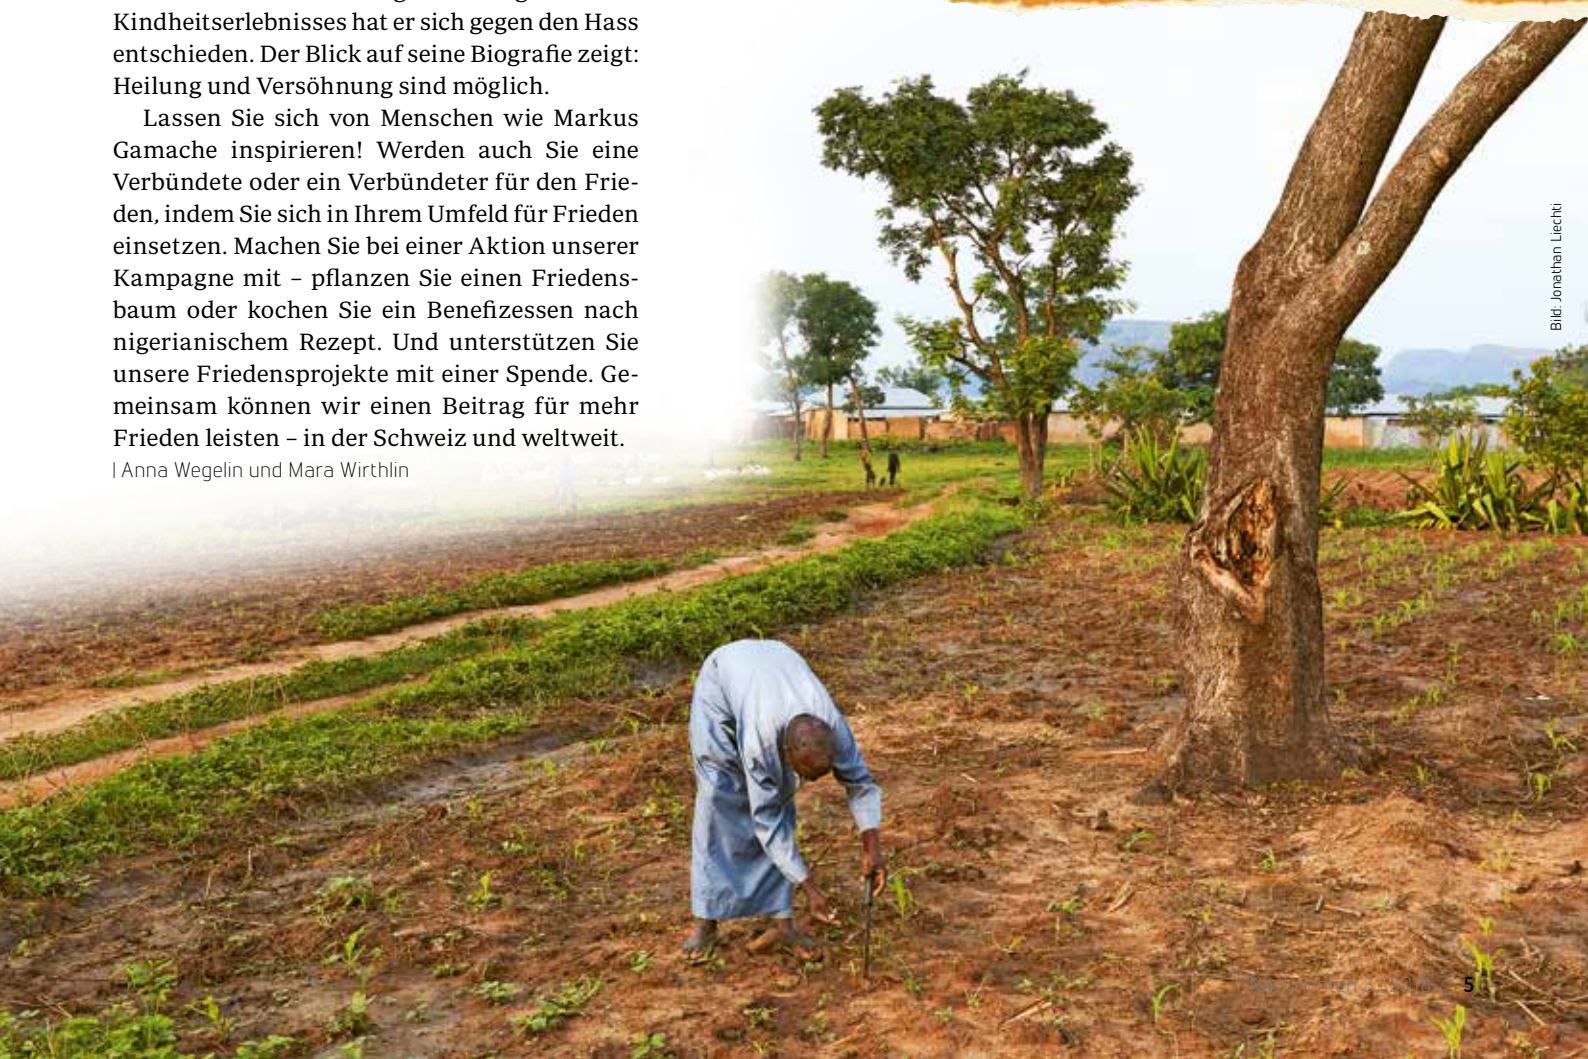 Kindheitserlebnisses hat er sich gegen den Hass
entschieden. Der Blick auf seine Biografie zeigt:
Heilung und Versöhnung sind möglich.
Lassen Sie sich von Menschen wie Markus
Gamache inspirieren! Werden auch Sie eine
Verbündete oder ein Verbündeter für den Frie-
den, indem Sie sich in Ihrem Umfeld für Frieden
einsetzen. Machen Sie bei einer Aktion unserer
Kampagne mit – pflanzen Sie einen Friedens-
baum oder kochen Sie ein Benefizessen nach
nigerianischem Rezept. Und unterstützen Sie
unsere Friedensprojekte mit einer Spende. Ge-
meinsam können wir einen Beitrag für mehr
Frieden leisten – in der Schweiz und weltweit.
| Anna Wegelin und Mara Wirthlin
Bild: Jonathan Liechti
5